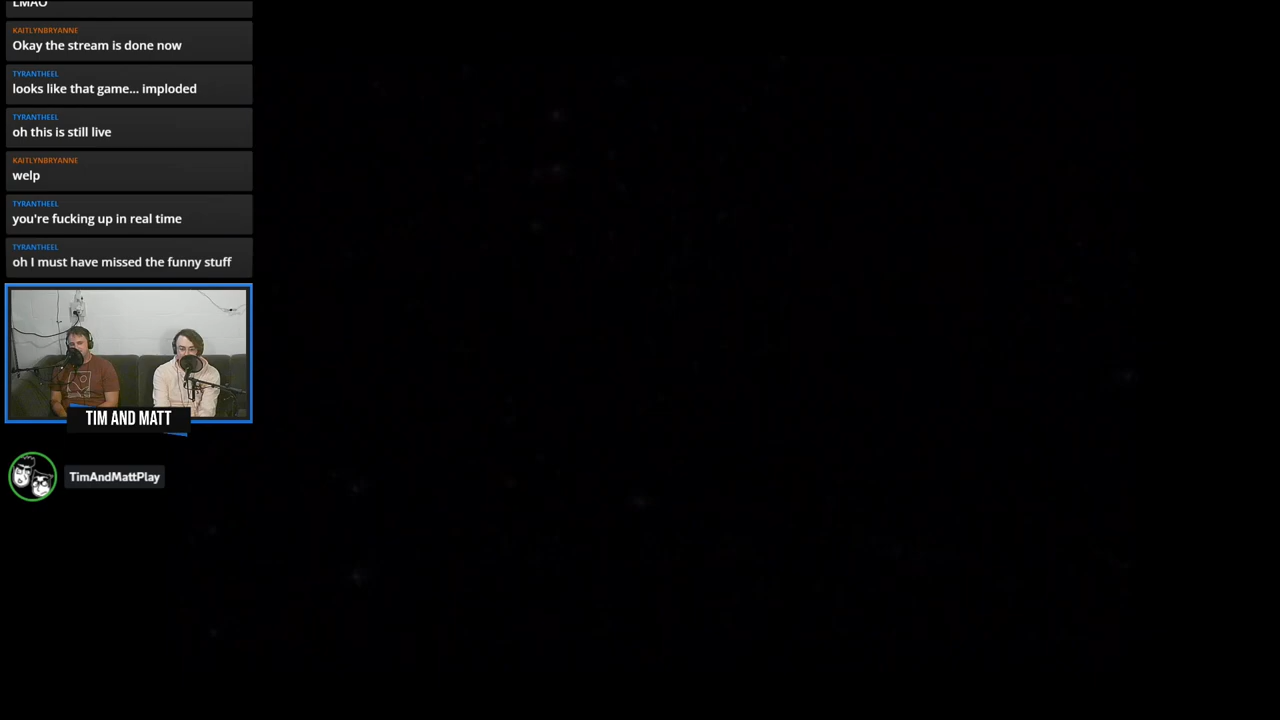 LMAO
KAITLYNBRYANNE
Okay the stream is done now
TYRANTHEEL
looks like that game... imploded
TYRANTHEEL
oh this is still live
KAITLYNBRYANNE
welp
TYRANTHEEL
you're fucking up in real time
TYRANTHEEL
oh I must have missed the funny stuff
TIM AND MATT
TimAndMattPlay